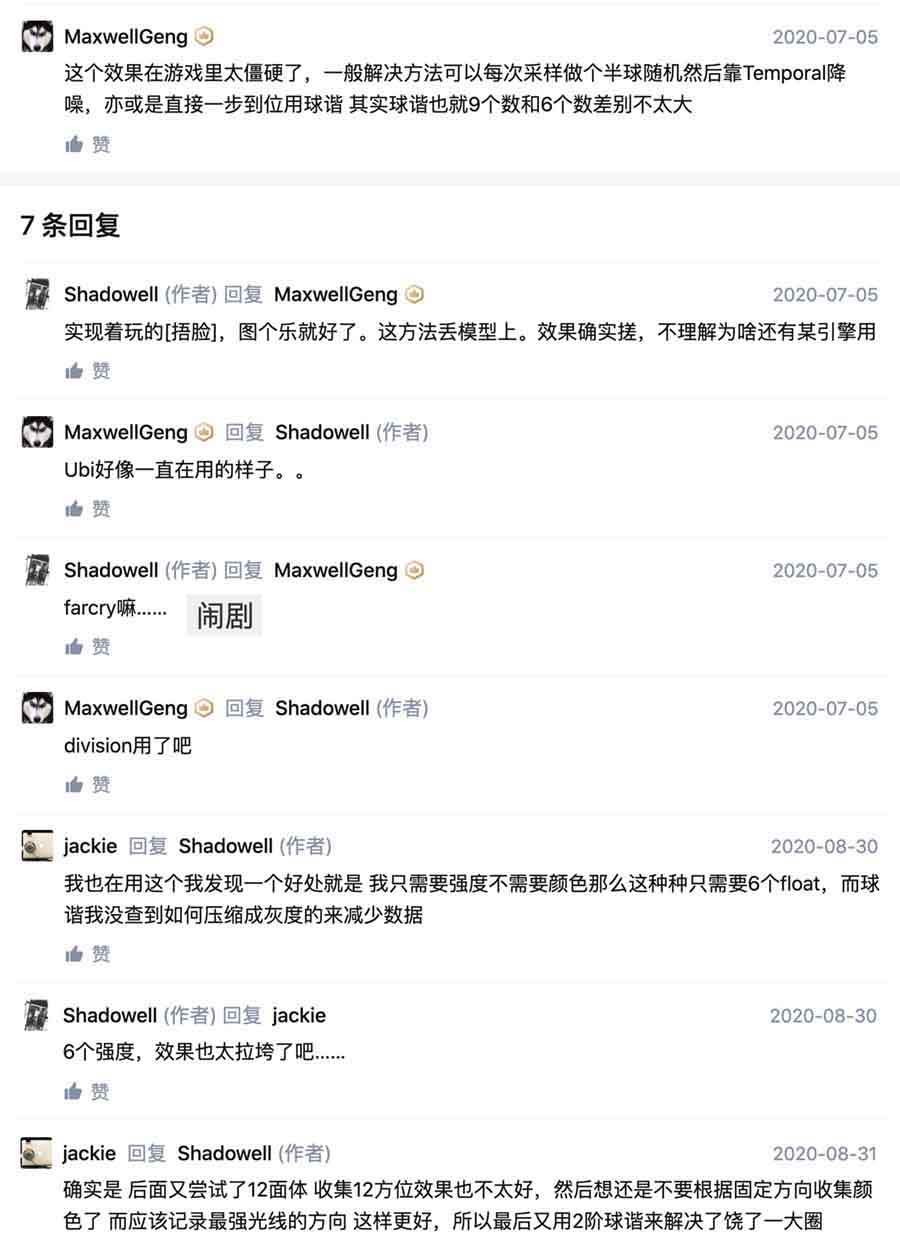 MaxwellGeng 2020-07-05
这个效果在游戏里太僵硬了，一般解决方法可以每次采样做个半球随机然后靠Temporal降
噪，亦或是直接一步到位用球谐 其实球谐也就9个数和6个数差别不太大
赞
7 条回复
Shadowell (作者) 回复 MaxwellGeng 2020-07-05
实现着玩的[捂脸]，图个乐就好了。这方法丢模型上。效果确实搓，不理解为啥还有某引擎用
赞
MaxwellGeng 回复 Shadowell (作者) 2020-07-05
Ubi好像一直在用的样子。。
赞
Shadowell (作者) 回复 MaxwellGeng 2020-07-05
farcry嘛…… 闹剧
赞
MaxwellGeng 回复 Shadowell (作者) 2020-07-05
division用了吧
赞
jackie 回复 Shadowell (作者) 2020-08-30
我也在用这个我发现一个好处就是 我只需要强度不需要颜色那么这种种只需要6个float，而球
谐我没查到如何压缩成灰度的来减少数据
赞
Shadowell (作者) 回复 jackie 2020-08-30
6个强度，效果也太拉垮了吧……
赞
jackie 回复 Shadowell (作者) 2020-08-31
确实是 后面又尝试了12面体 收集12方位效果也不太好，然后想还是不要根据固定方向收集颜
色了 而应该记录最强光线的方向 这样更好，所以最后又用2阶球谐来解决了饶了一大圈